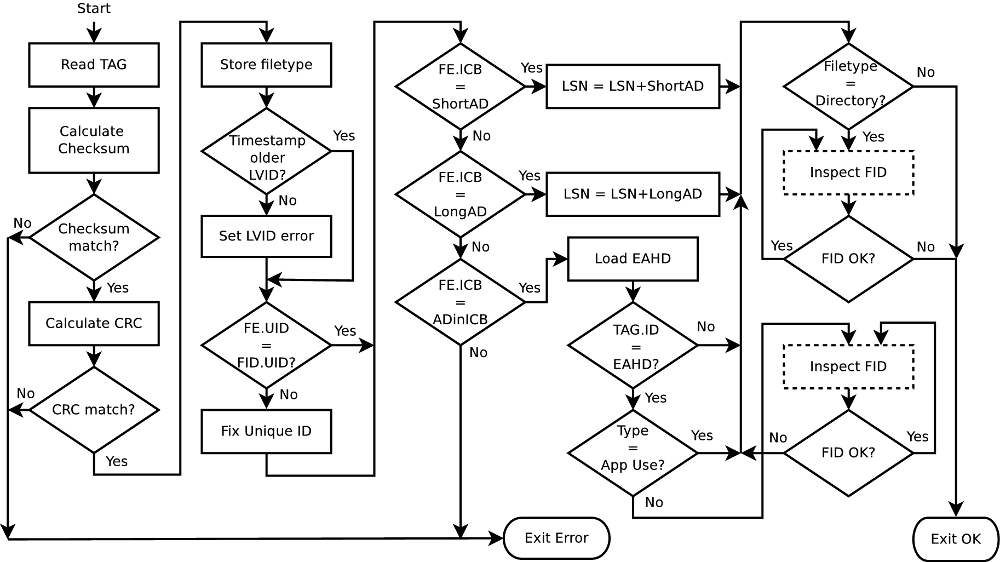 Start
Read TAG
Calculate
Checksum
No
Checksum
match?
Yes
Calculate CRC
No
CRC match?
Yes
Store filetype
Timestamp
older
LVID?
Yes
No
Set LVID error
FE.UID
=
FID.UID?
Yes
No
Fix Unique ID
FE.ICB
=
ShortAD
Yes
LSN = LSN+ShortAD
No
FE.ICB
=
LongAD
Yes
LSN = LSN+LongAD
No
FE.ICB
=
ADinICB
Yes
No
Load EAHD
TAG.ID
=
EAHD?
No
Yes
Type
=
App Use?
Yes
No
Filetype
=
Directory?
No
Yes
Inspect FID
Yes
FID OK?
No
Inspect FID
No
FID OK?
Yes
Exit Error
Exit OK